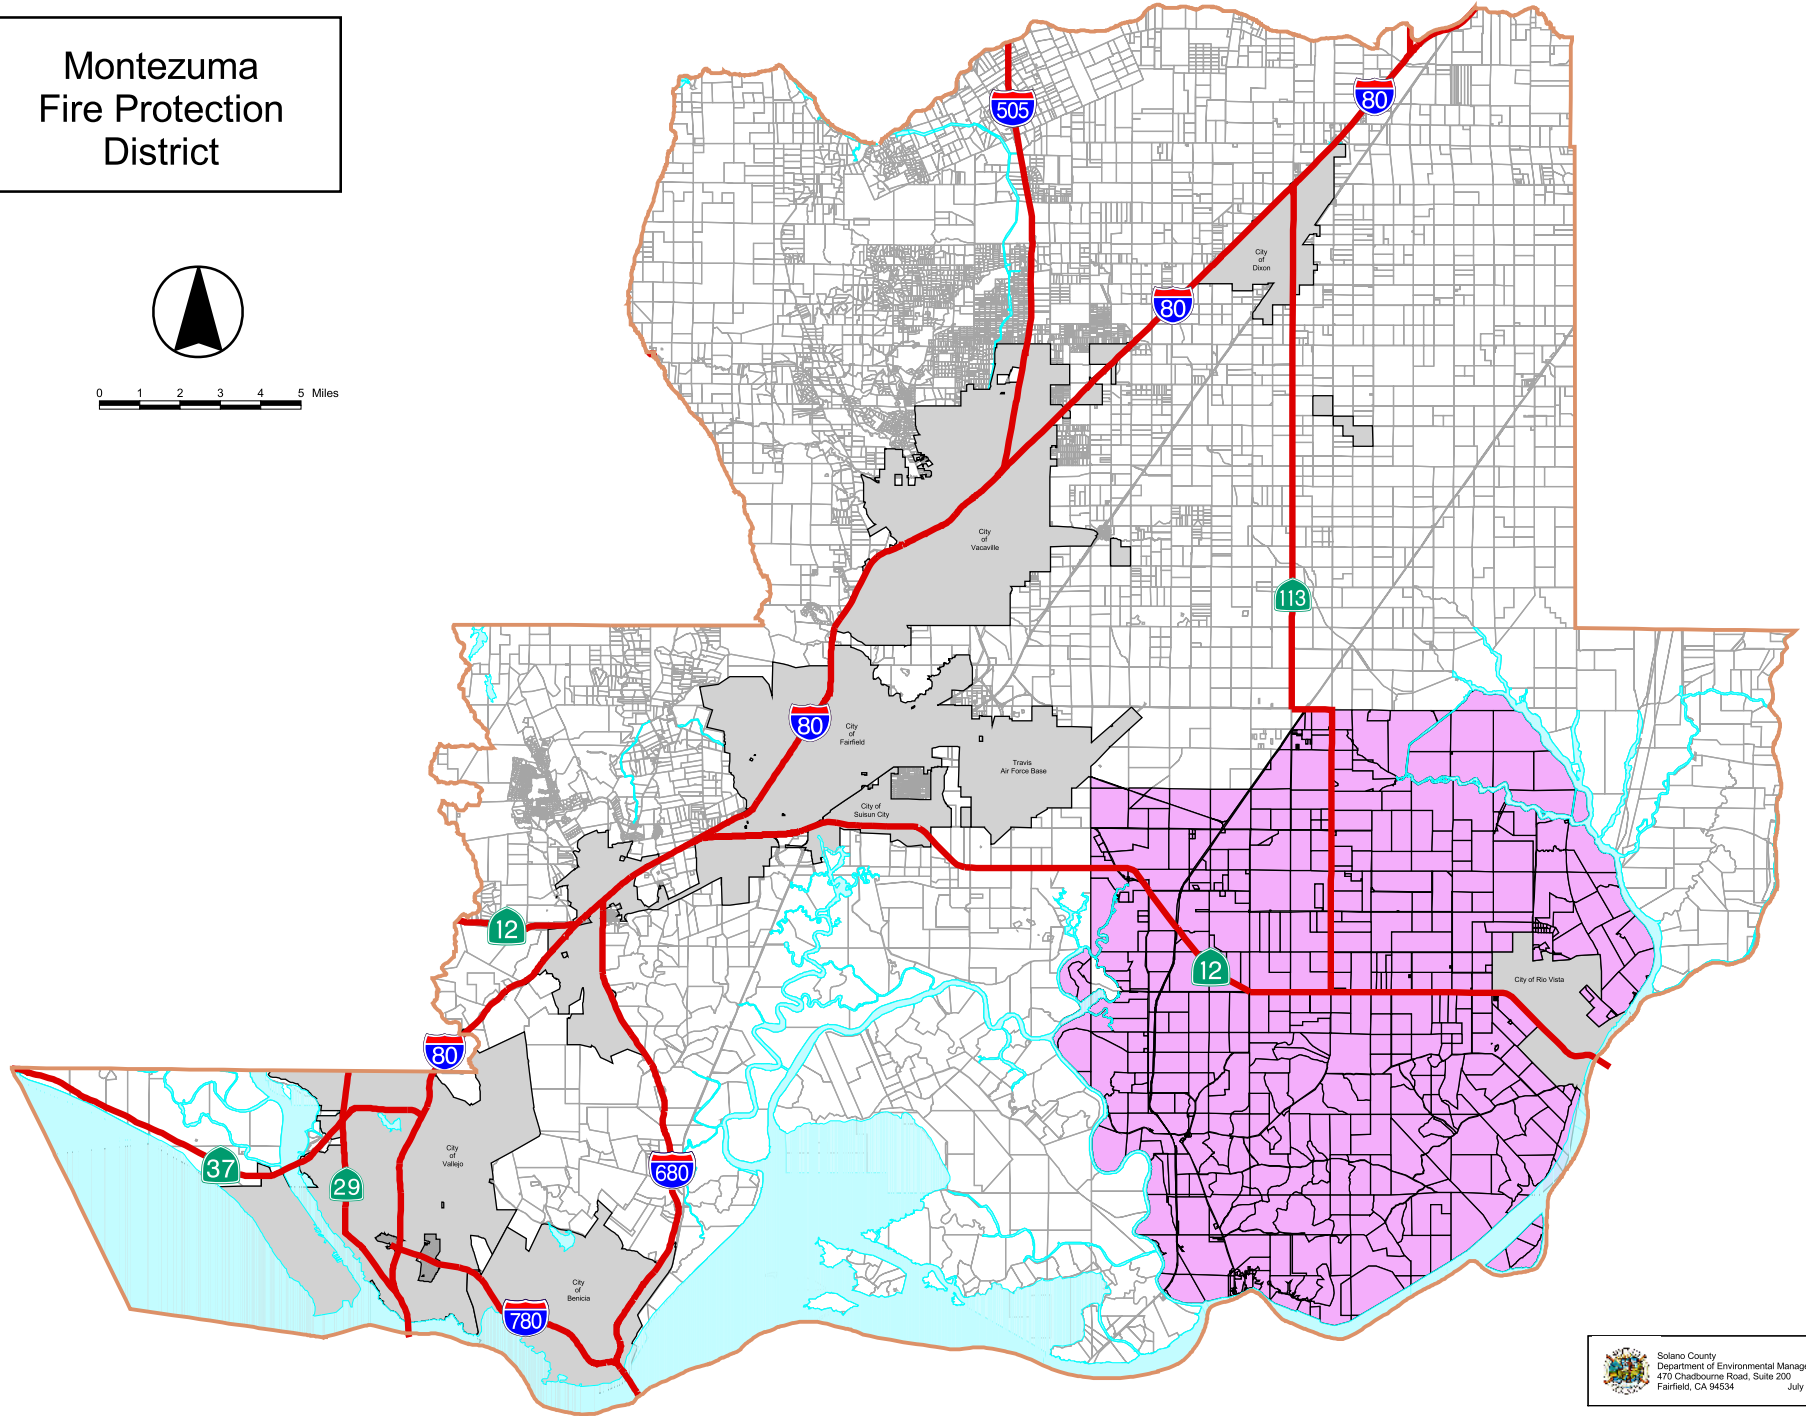 Montezuma
Fire Protection
District
0 1 2 3 4 5 Miles
505
80
City
of
Dixon
80
City
of
Vacaville
113
80
City
of
Fairfield
Travis
Air Force Base
City of
Suisun City
12
12
City of Rio Vista
80
City
of
Vallejo
37
29
680
City
of
Benicia
780
Solano County
Department of Environmental Manage
470 Chadbourne Road, Suite 200
Fairfield, CA 94534 July